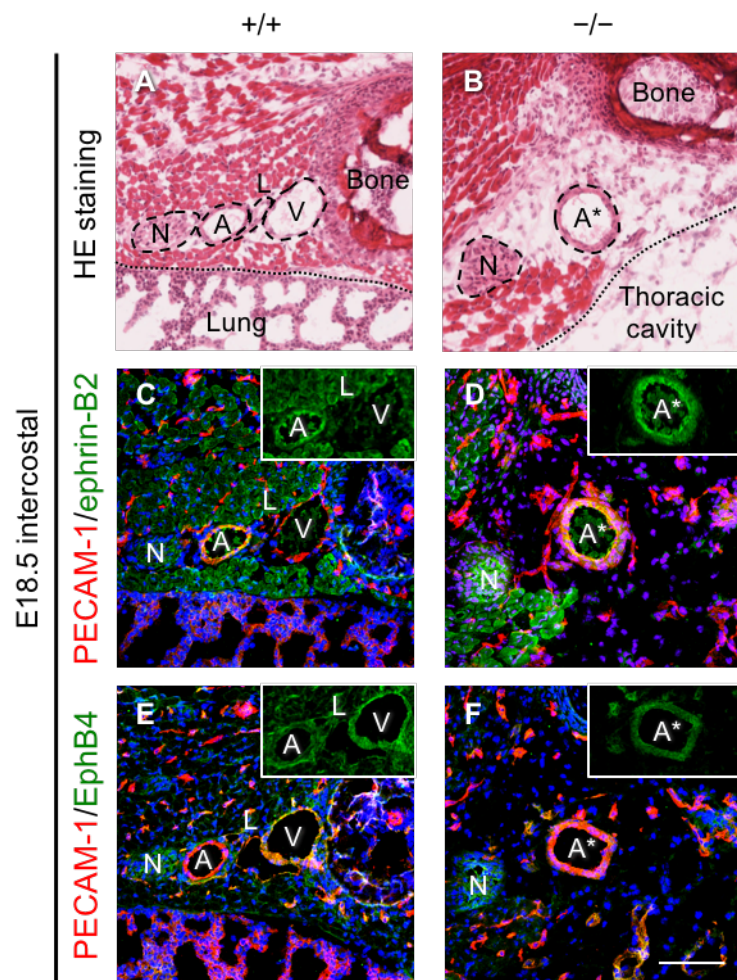 +/+
−/−
E18.5 intercostal
HE staining
A
N
A
L
V
Bone
Lung
B
Bone
A*
N
Thoracic
cavity
PECAM-1/ephrin-B2
C
L
A
V
L
N
A
V
D
A*
A*
N
PECAM-1/EphB4
E
L
A
V
L
N
A
V
F
A*
A*
N